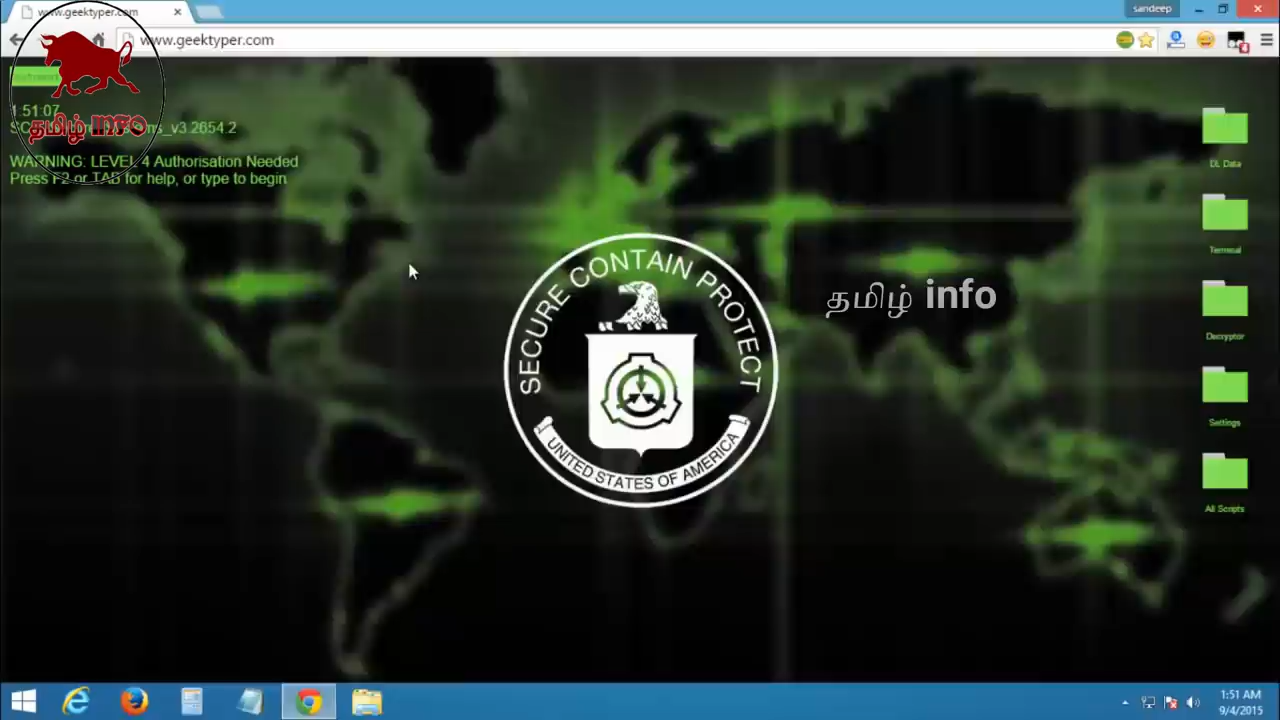 www.geektyper.com
sandeep
www.geektyper.com
தமிழ் INFO
1:51:07
WARNING: LEVEL 4 Authorisation Needed
Press F2 or TAB for help, or type to begin
SECURE CONTAIN PROTECT
UNITED STATES OF AMERICA
தமிழ் info
DL Data
Terminal
Decryptor
Settings
All Scripts
1:51 AM
9/4/2015